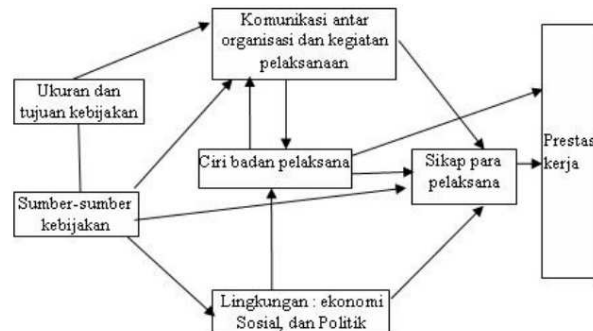 Komunikasi antar
organisasi dan kegiatan
pelaksanaan
Ukuran dan
tujuan kebijakan
Ciri badan pelaksana
Sikap para
pelaksana
Prestas
kerja
Sumber-sumber
kebijakan
Lingkungan : ekonomi
Sosial, dan Politik